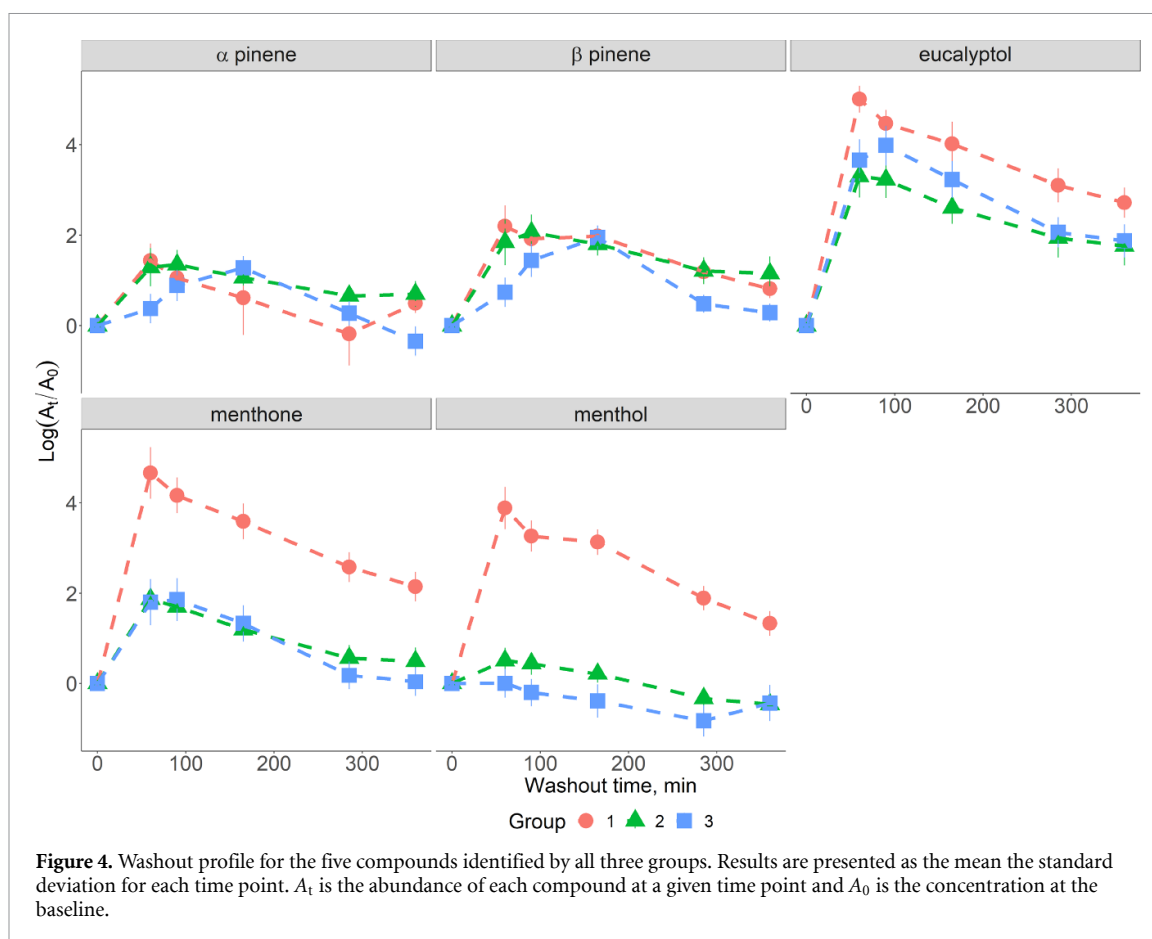 α pinene
β pinene
eucalyptol
4
2
0
0
100
200
300
Log(At/A0)
menthone
menthol
4
2
0
0
100
200
300
0
100
200
300
Washout time, min
Group 1 2 3
Figure 4. Washout profile for the five compounds identified by all three groups. Results are presented as the mean the standard
deviation for each time point. At is the abundance of each compound at a given time point and A0 is the concentration at the
baseline.